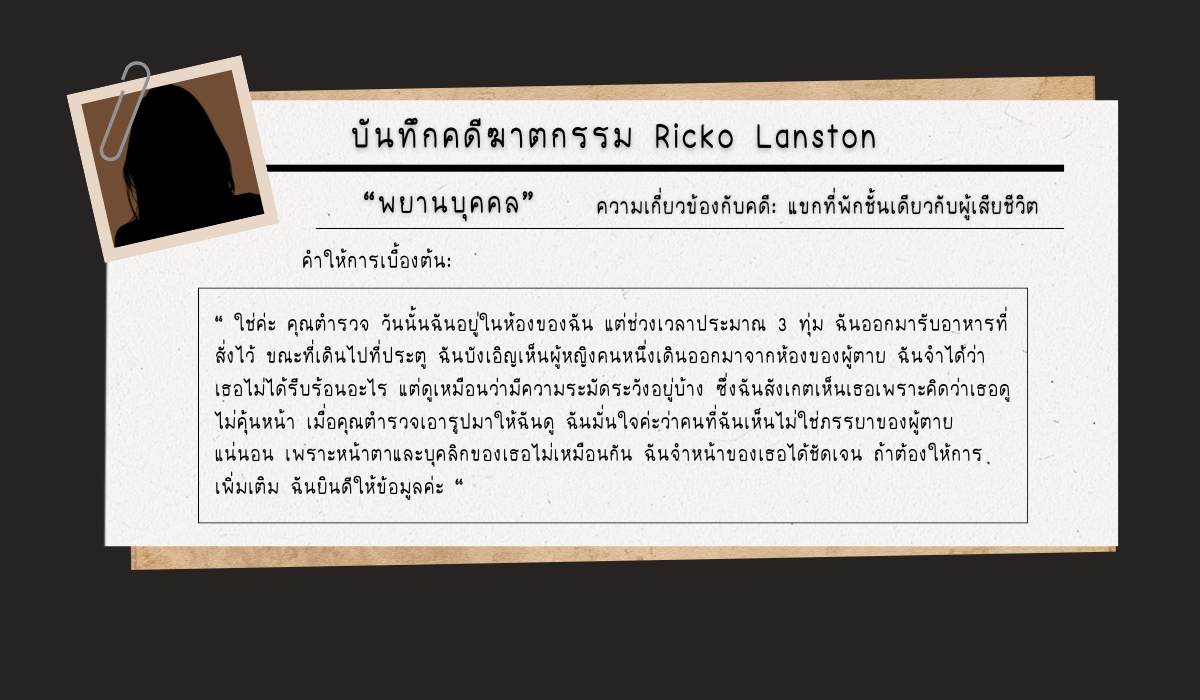 บันทึกคดีฆาตกรรม Ricko Lanston
“พยานบุคคล” ความเกี่ยวข้องกับคดี: แขกที่พักชั้นเดียวกับผู้เสียชีวิต
คำให้การเบื้องต้น:
“ ใช่ค่ะ คุณตำรวจ วันนั้นฉันอยู่ในห้องของฉัน แต่ช่วงเวลาประมาณ 3 ทุ่ม ฉันออกมารับอาหารที่
สั่งไว้ ขณะที่เดินไปที่ประตู ฉันบังเอิญเห็นผู้หญิงคนหนึ่งเดินออกมาจากห้องของผู้ตาย ฉันจำได้ว่า
เธอไม่ได้รีบร้อนอะไร แต่ดูเหมือนว่ามีความระมัดระวังอยู่บ้าง ซึ่งฉันสังเกตเห็นเธอเพราะคิดว่าเธอดู
ไม่คุ้นหน้า เมื่อคุณตำรวจเอารูปมาให้ฉันดู ฉันมั่นใจค่ะว่าคนที่ฉันเห็นไม่ใช่ภรรยาของผู้ตาย
แน่นอน เพราะหน้าตาและบุคลิกของเธอไม่เหมือนกัน ฉันจำหน้าของเธอได้ชัดเจน ถ้าต้องให้การ
เพิ่มเติม ฉันยินดีให้ข้อมูลค่ะ “